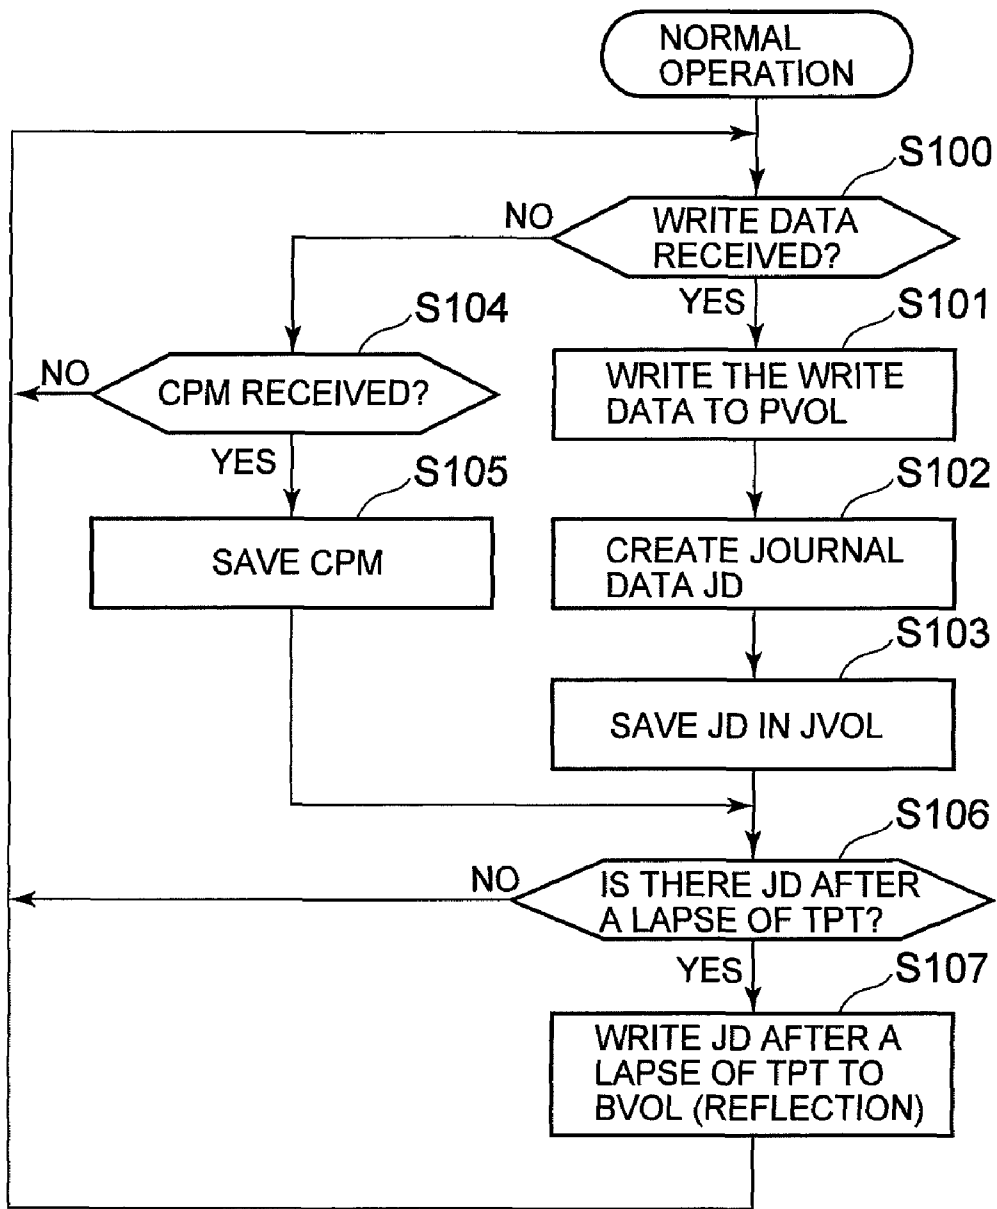 NORMAL
OPERATION
S100
WRITE DATA
RECEIVED?
NO
YES
S101
WRITE THE WRITE
DATA TO PVOL
S104
CPM RECEIVED?
NO
YES
S105
SAVE CPM
S102
CREATE JOURNAL
DATA JD
S103
SAVE JD IN JVOL
S106
IS THERE JD AFTER
A LAPSE OF TPT?
NO
YES
S107
WRITE JD AFTER A
LAPSE OF TPT TO
BVOL (REFLECTION)